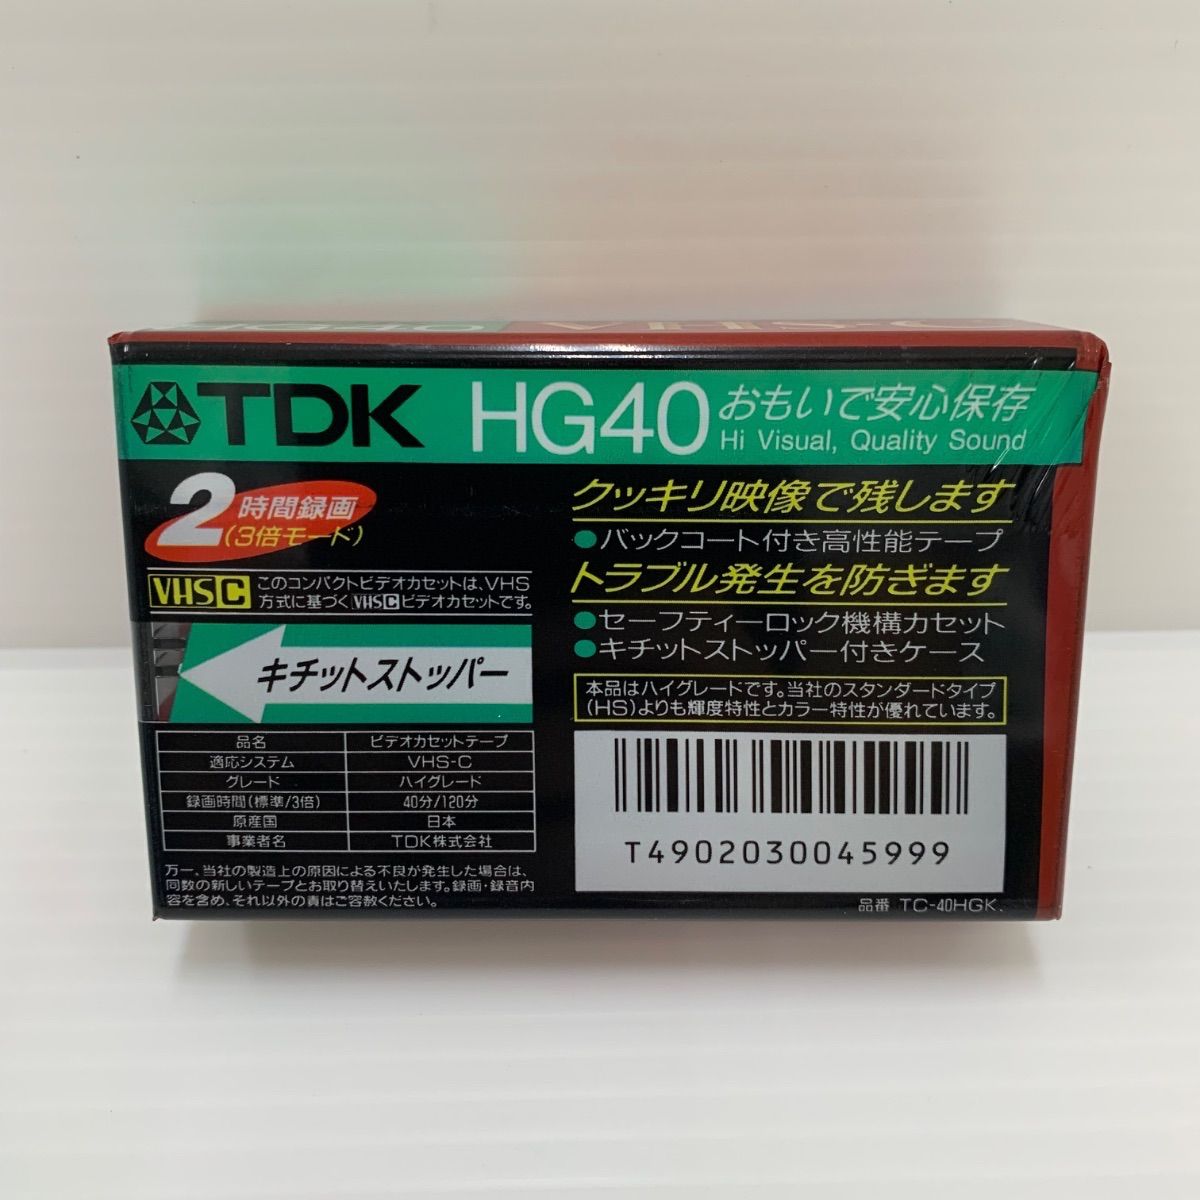 VHS-C
TDK HG40 おもいで安心保存
Hi Visual, Quality Sound
2時間録画
(3倍モード)
VHSC このコンパクトビデオカセットは、VHS
方式に基づくVHSCビデオカセットです。
キチットストッパー
品名 ビデオカセットテープ
適応システム VHS-C
グレード ハイグレード
録画時間(標準/3倍) 40分/120分
原産国 日本
事業者名 TDK株式会社
万一、当社の製造上の原因による不良が発生した場合は、
同数の新しいテープとお取り替えいたします。録画・録音内
容を含め、それ以外の責はご容赦ください。
クッキリ映像で残します
●バックコート付き高性能テープ
トラブル発生を防ぎます
●セーフティーロック機構カセット
●キチットストッパー付きケース
本品はハイグレードです。当社のスタンダードタイプ
(HS)よりも輝度特性とカラー特性が優れています。
T4902030045999
品番 TC-40HGK